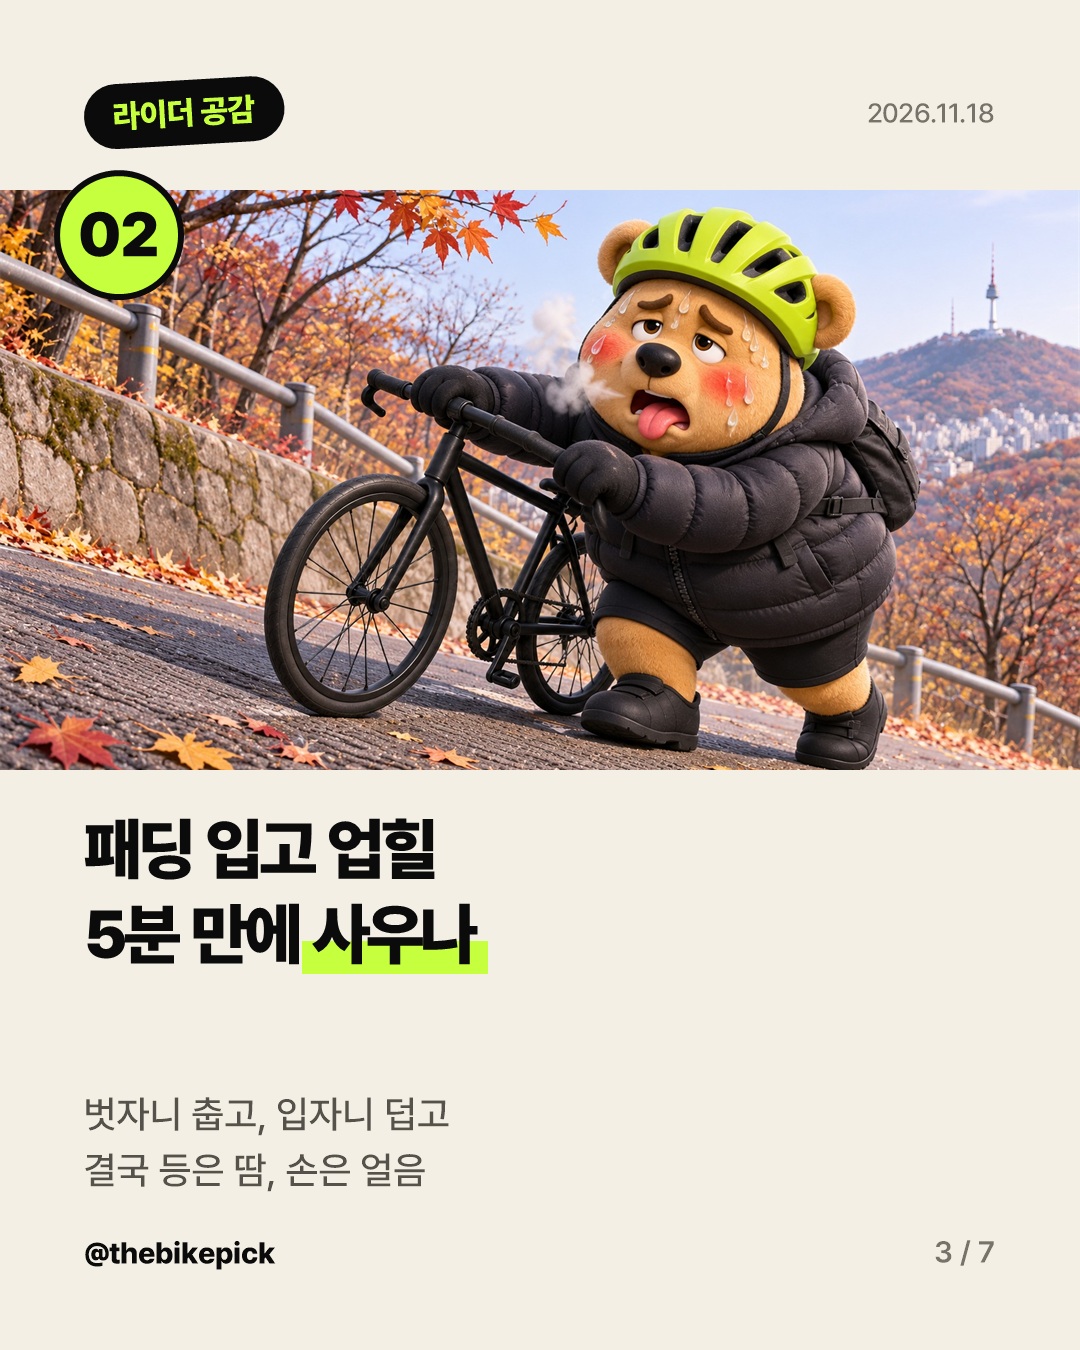 라이더 공감
2026.11.18
02
패딩 입고 업힐
5분 만에 사우나
벗자니 춥고, 입자니 덥고
결국 등은 땀, 손은 얼음
@thebikepick
3 / 7